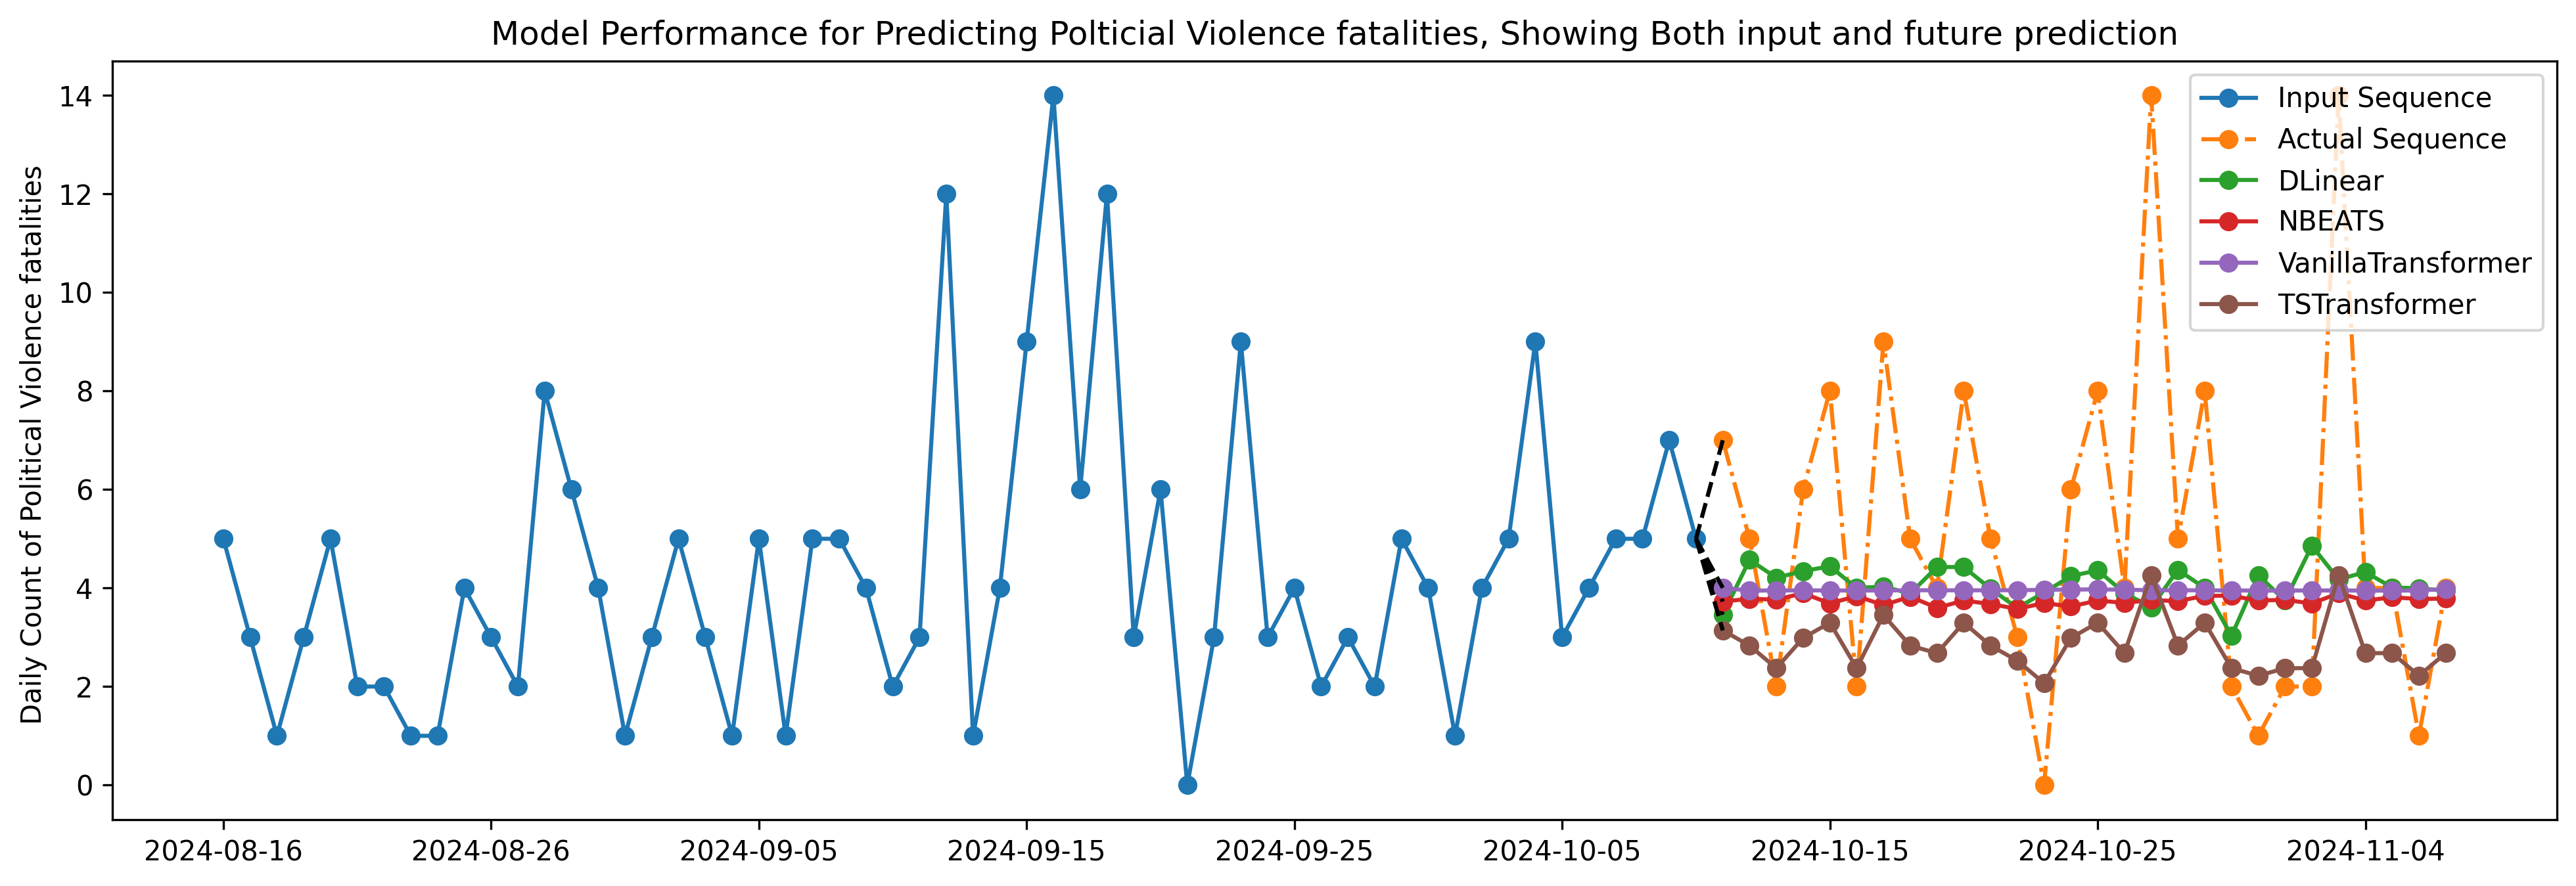 Model Performance for Predicting Polticial Violence fatalities, Showing Both input and future prediction
Daily Count of Political Violence fatalities
14
12
10
8
6
4
2
0
Input Sequence
Actual Sequence
DLinear
NBEATS
VanillaTransformer
TSTransformer
2024-08-16
2024-08-26
2024-09-05
2024-09-15
2024-09-25
2024-10-05
2024-10-15
2024-10-25
2024-11-04